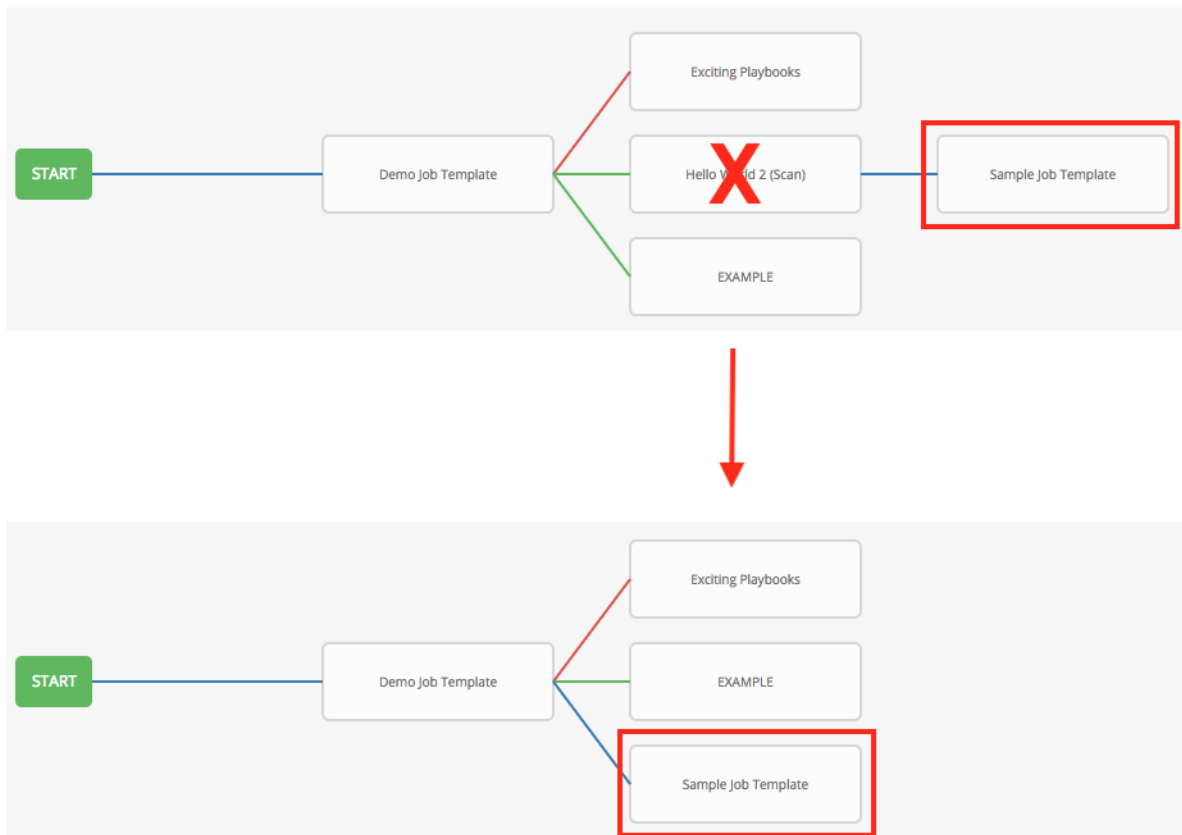 Exciting Playbooks
START
Demo Job Template
Hello World 2 (Scan)
Sample Job Template
EXAMPLE
Exciting Playbooks
START
Demo Job Template
EXAMPLE
Sample Job Template